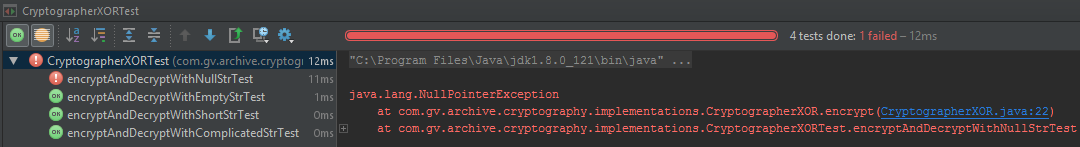 CryptographerXORTest
4 tests done: 1 failed – 12ms
CryptographerXORTest (com.gv.archive.cryptog 12ms
encryptAndDecryptWithNullStrTest 11ms
encryptAndDecryptWithEmptyStrTest 1ms
encryptAndDecryptWithShortStrTest 0ms
encryptAndDecryptWithComplicatedStrTest 0ms
"C:\Program Files\Java\jdk1.8.0_121\bin\java" ...
java.lang.NullPointerException
at com.gv.archive.cryptography.implementations.CryptographerXOR.encrypt(CryptographerXOR.java:22)
at com.gv.archive.cryptography.implementations.CryptographerXORTest.encryptAndDecryptWithNullStrTest